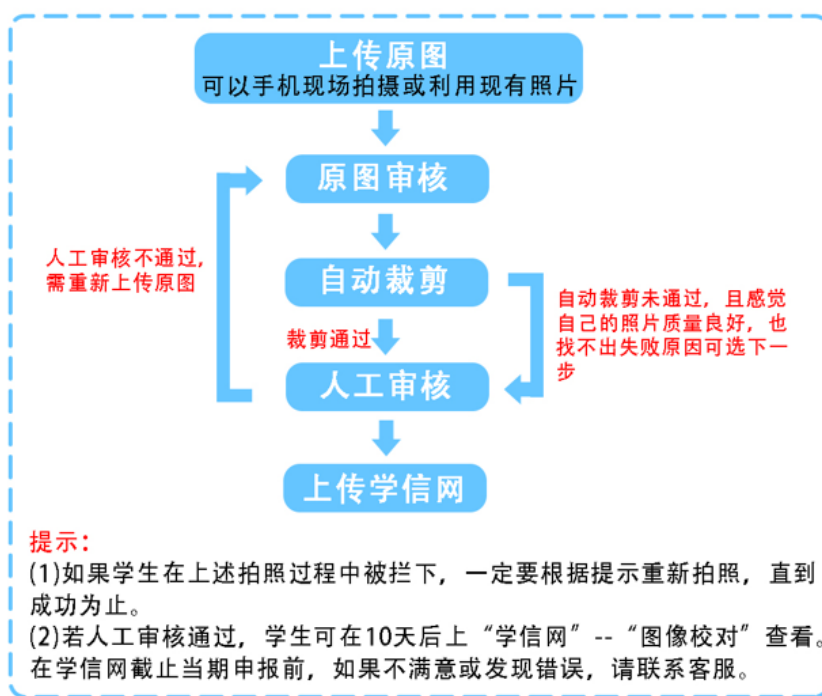 上传原图
可以手机现场拍摄或利用现有照片
原图审核
人工审核不通过,
需重新上传原图
自动裁剪
自动裁剪未通过，且感觉
自己的照片质量良好，也
找不出失败原因可选下一
步
裁剪通过
人工审核
上传学信网
提示：
(1)如果学生在上述拍照过程中被拦下，一定要根据提示重新拍照，直到
成功为止。
(2)若人工审核通过，学生可在10天后上“学信网”--“图像校对”查看。
在学信网截止当期申报前，如果不满意或发现错误，请联系客服。